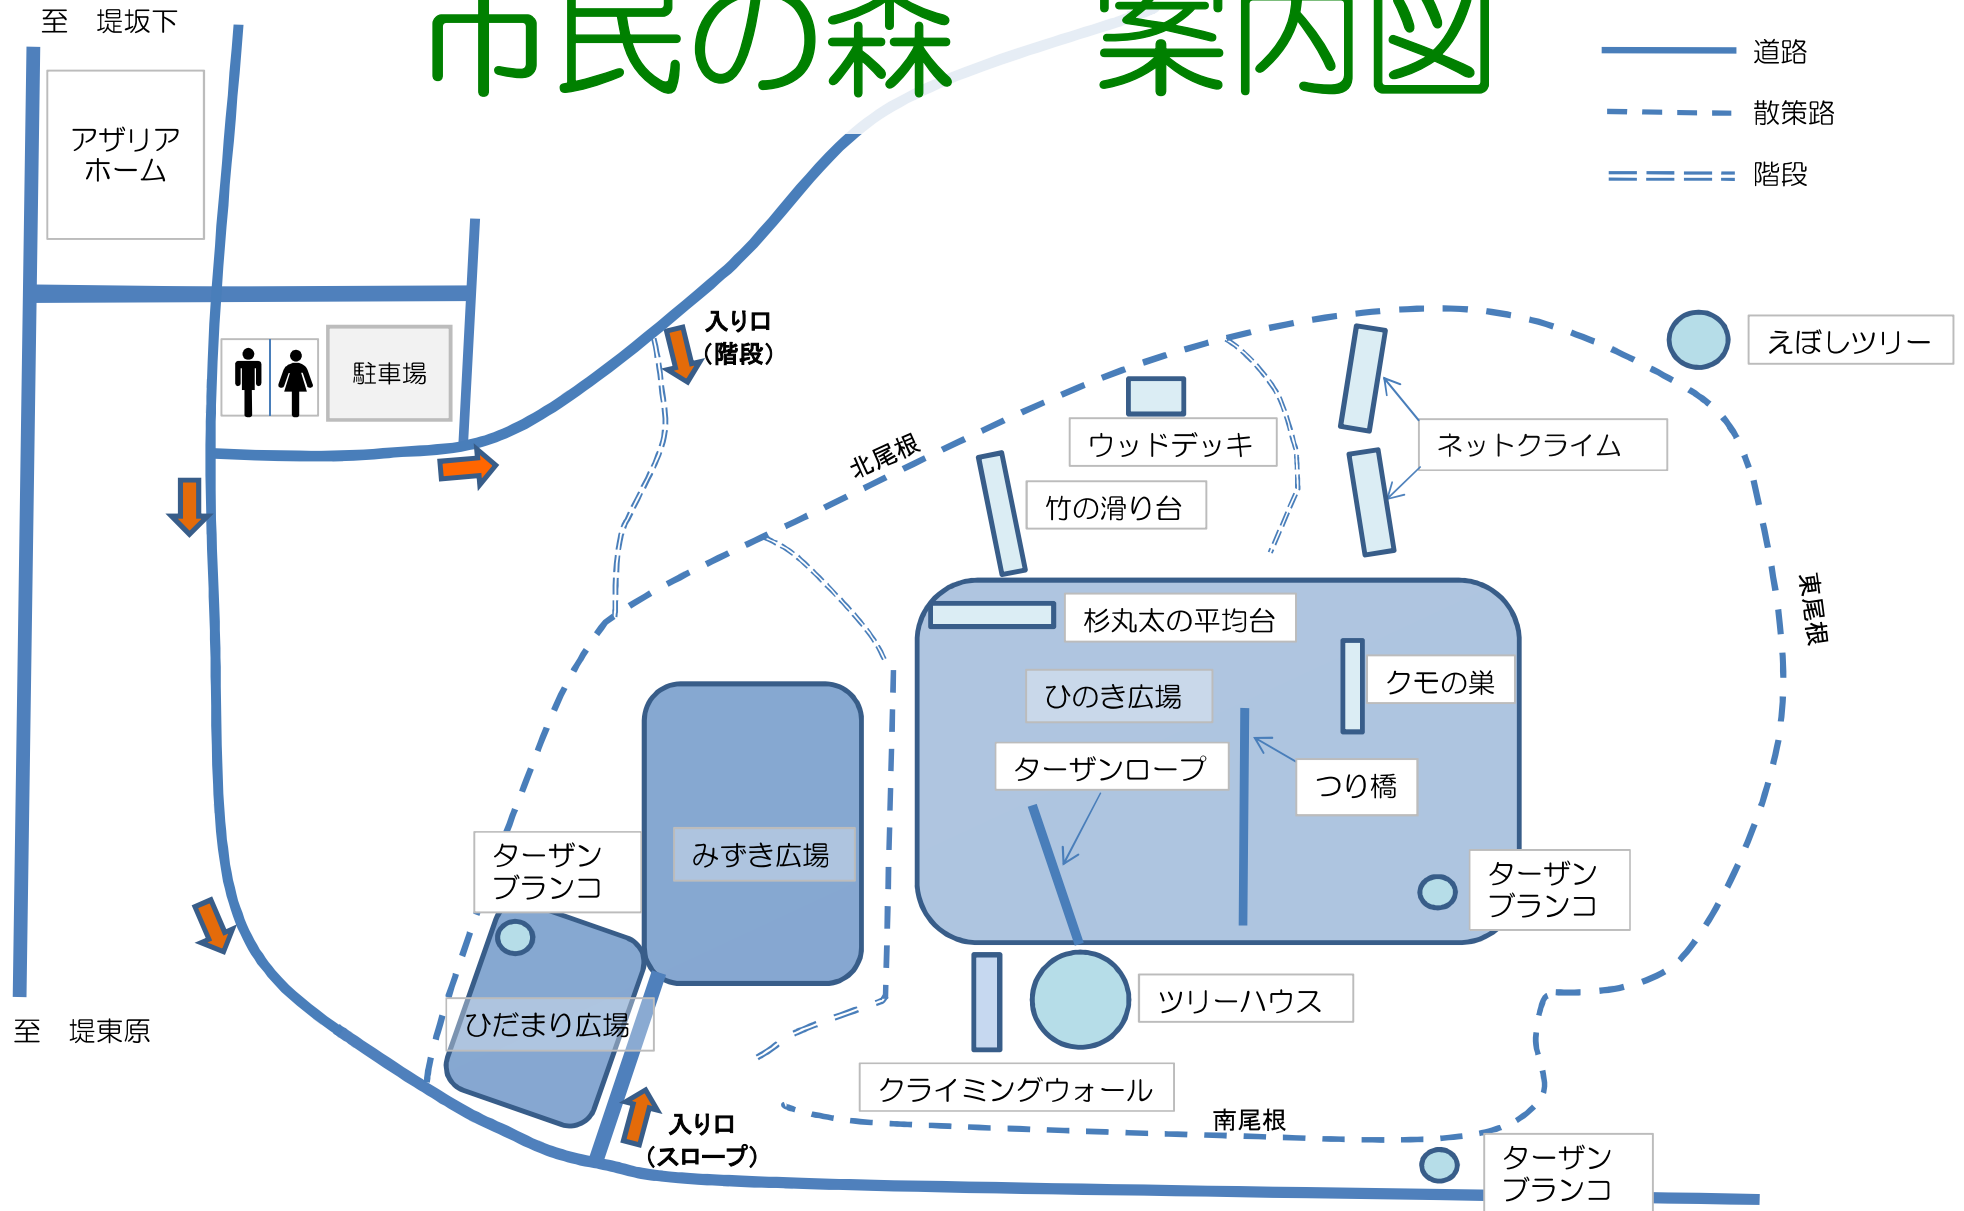 市民の森　案内図
至　堤坂下
道路
散策路
階段
アザリア
ホーム
駐車場
入り口
（階段）
えぼしツリー
北尾根
ウッドデッキ
ネットクライム
竹の滑り台
杉丸太の平均台
東尾根
ひのき広場
クモの巣
ターザンロープ
つり橋
みずき広場
ターザン
ブランコ
ターザン
ブランコ
ひだまり広場
ツリーハウス
至　堤東原
クライミングウォール
入り口
（スロープ）
南尾根
ターザン
ブランコ